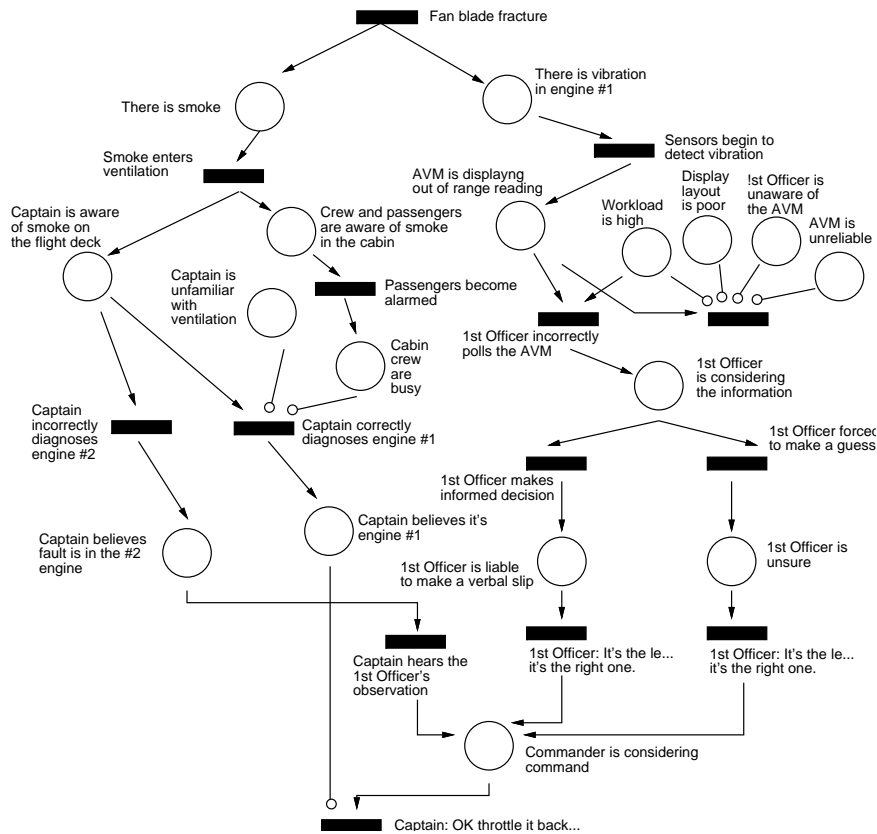 Fan blade fracture
There is vibration
in engine #1
There is smoke
Sensors begin to
detect vibration
Smoke enters
ventilation
AVM is displayng
out of range reading
Display
layout
is poor
!st Officer is
unaware of
the AVM
Workload
is high
AVM is
unreliable
Captain is aware
of smoke on
the flight deck
Crew and passengers
are aware of smoke
in the cabin
Captain is
unfamiliar
with
ventilation
Passengers become
alarmed
1st Officer incorrectly
polls the AVM
Cabin
crew
are
busy
1st Officer
is considering
the information
Captain
incorrectly
diagnoses
engine #2
Captain correctly
diagnoses engine #1
1st Officer forced
to make a guess
1st Officer makes
informed decision
Captain believes
fault is in the #2
engine
Captain believes it's
engine #1
1st Officer is liable
to make a verbal slip
1st Officer is
unsure
Captain hears the
1st Officer's
observation
1st Officer: It's the le...
it's the right one.
1st Officer: It's the le...
it's the right one.
Commander is considering
command
Captain: OK throttle it back...